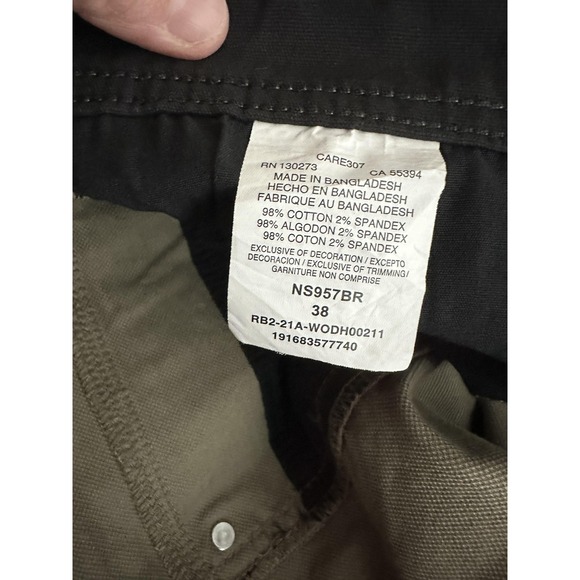 CARE307
RN 130273 CA 55394
MADE IN BANGLADESH
HECHO EN BANGLADESH
FABRIQUE AU BANGLADESH
98% COTTON 2% SPANDEX
98% ALGODON 2% SPANDEX
98% COTON 2% SPANDEX
EXCLUSIVE OF DECORATION / EXCEPTO
DECORACION / EXCLUSIVE OF TRIMMING/
GARNITURE NON COMPRISE
NS957BR
38
RB2-21A-WODH00211
191683577740